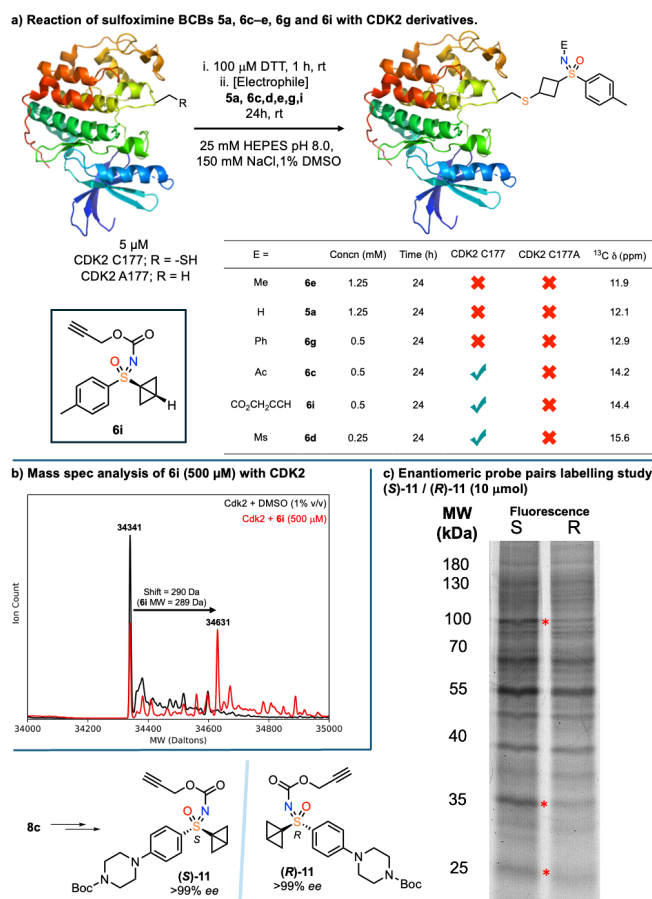 a) Reaction of sulfoximine BCBs 5a, 6c–e, 6g and 6i with CDK2 derivatives.
R
i. 100 μM DTT, 1 h, rt
ii. [Electrophile]
5a, 6c,d,e,g,i
24h, rt
25 mM HEPES pH 8.0,
150 mM NaCl,1% DMSO
E
N
O
S
S
5 μM
CDK2 C177; R = -SH
CDK2 A177; R = H
E = Concn (mM) Time (h) CDK2 C177 CDK2 C177A ¹³C δ (ppm)
Me 6e 1.25 24 ✖ ✖ 11.9
H 5a 1.25 24 ✖ ✖ 12.1
Ph 6g 0.5 24 ✖ ✖ 12.9
Ac 6c 0.5 24 ✓ ✖ 14.2
CO₂CH₂CCH 6i 0.5 24 ✓ ✖ 14.4
Ms 6d 0.25 24 ✓ ✖ 15.6
O O
O N
S
H
6i
b) Mass spec analysis of 6i (500 μM) with CDK2
Cdk2 + DMSO (1% v/v)
Cdk2 + 6i (500 μM)
34341
Shift = 290 Da
(6i MW = 289 Da)
34631
Ion Count
34000 34200 34400 34600 34800 35000
MW (Daltons)
c) Enantiomeric probe pairs labelling study
(S)-11 / (R)-11 (10 μmol)
MW
(kDa)
Fluorescence
S R
180
130
100 *
70
55
40
35 *
25 *
8c
O O
O N
S
S
N
N
Boc
(S)-11
>99% ee
O O
N O
S
R
N
N
Boc
(R)-11
>99% ee